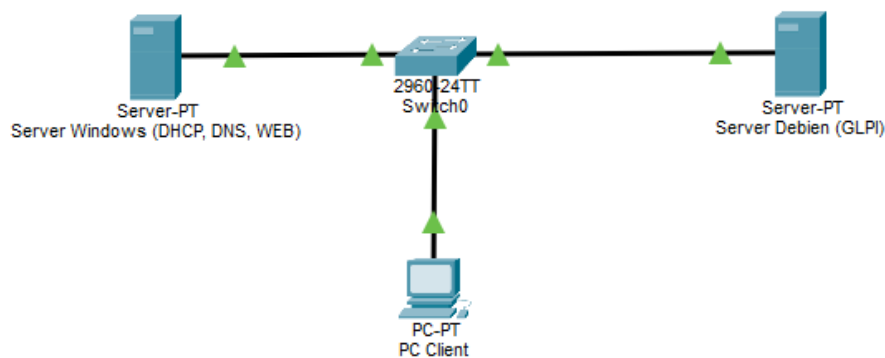 Server-PT
Server Windows (DHCP, DNS, WEB)
2960-24TT
Switch0
Server-PT
Server Debien (GLPI)
PC-PT
PC Client